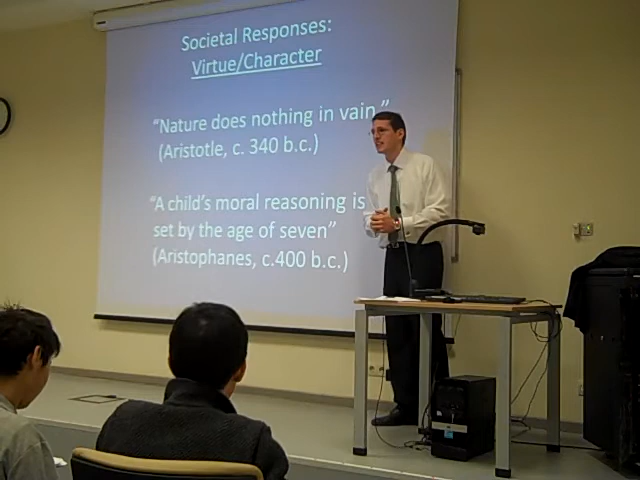 Societal Responses:
Virtue/Character
“Nature does nothing in vain”
(Aristotle, c. 340 b.c.)
“A child’s moral reasoning is
set by the age of seven”
(Aristophanes, c.400 b.c.)